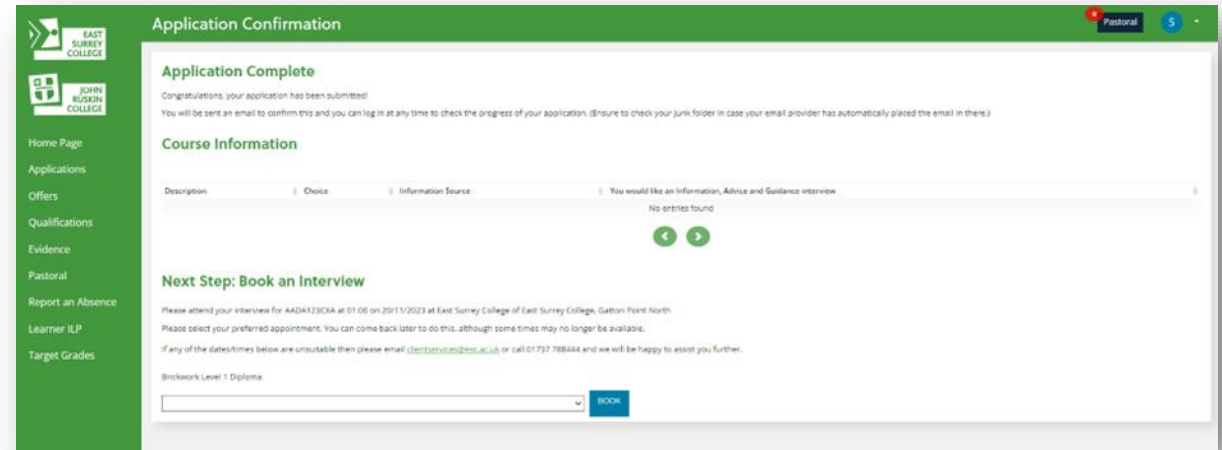 EAST
SURREY
COLLEGE
JOHN
RUSKIN
COLLEGE
Home Page
Applications
Offers
Qualifications
Evidence
Pastoral
Report an Absence
Learner ILP
Target Grades
Application Confirmation
Pastoral
S
Application Complete
Congratulations, your application has been submitted!
You will be sent an email to confirm this and you can log in at any time to check the progress of your application. (Ensure to check your junk folder in case your email provider has automatically placed the email in there.)
Course Information
Description Choice Information Source You would like an Information, Advice and Guidance interview
No entries found
Next Step: Book an Interview
Please attend your interview for AADA123CXA at 01:00 on 20/11/2023 at East Surrey College of East Surrey College, Gatton Point North
Please select your preferred appointment. You can come back later to do this, although some times may no longer be available.
If any of the dates/times below are unsuitable then please email clientservices@esc.ac.uk or call 01737 788444 and we will be happy to assist you further.
Brickwork Level 1 Diploma
BOOK